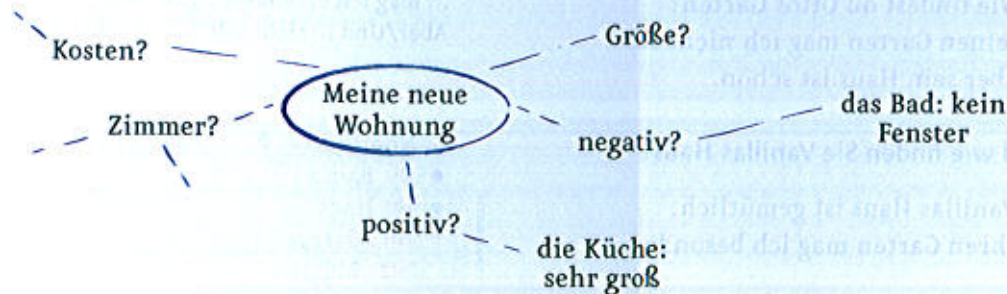 Kosten?
Größe?
Meine neue
Wohnung
Zimmer?
negativ?
das Bad: kein
Fenster
positiv?
die Küche:
sehr groß